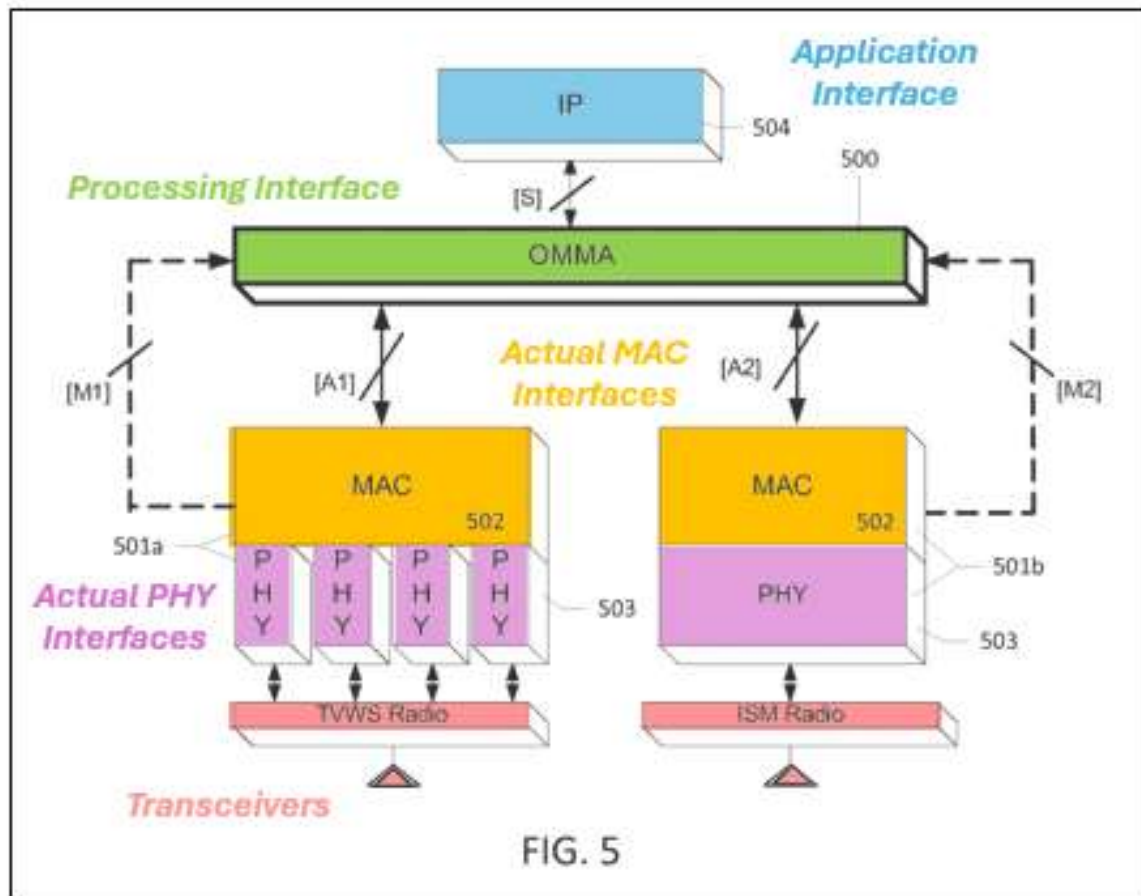 Application
Interface
IP
504
500
Processing Interface
[S]
OMMA
[M1]
[A1]
Actual MAC
Interfaces
[A2]
[M2]
MAC
502
MAC
502
501a
501b
P
H
Y
P
H
Y
P
H
Y
P
H
Y
PHY
Actual PHY
Interfaces
503
503
TVWS Radio
ISM Radio
Transceivers
FIG. 5